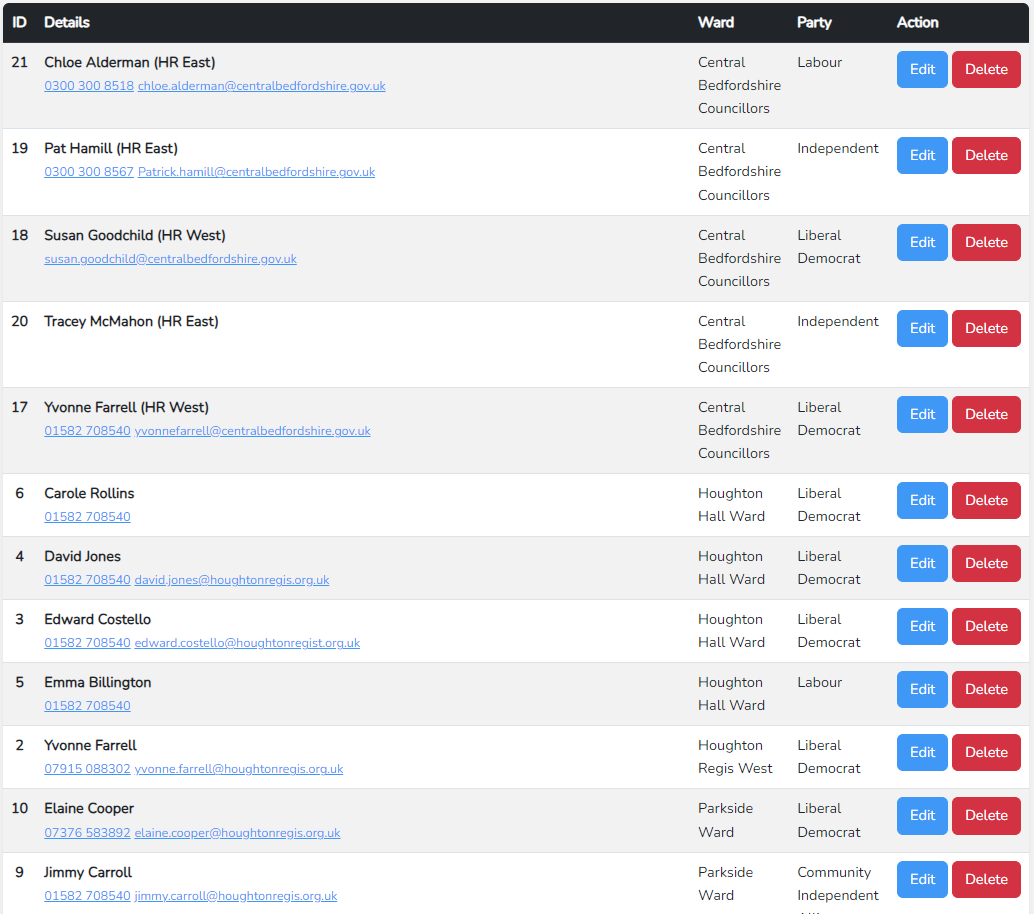 ID Details Ward Party Action
21 Chloe Alderman (HR East) Central Labour Edit Delete
0300 300 8518 chloe.alderman@centralbedfordshire.gov.uk Bedfordshire
Councillors
19 Pat Hamill (HR East) Central Independent Edit Delete
0300 300 8567 Patrick.hamill@centralbedfordshire.gov.uk Bedfordshire
Councillors
18 Susan Goodchild (HR West) Central Liberal Edit Delete
susan.goodchild@centralbedfordshire.gov.uk Bedfordshire Democrat
Councillors
20 Tracey McMahon (HR East) Central Independent Edit Delete
Bedfordshire
Councillors
17 Yvonne Farrell (HR West) Central Liberal Edit Delete
01582 708540 yvonnefarrell@centralbedfordshire.gov.uk Bedfordshire Democrat
Councillors
6 Carole Rollins Houghton Liberal Edit Delete
01582 708540 Hall Ward Democrat
4 David Jones Houghton Liberal Edit Delete
01582 708540 david.jones@houghtonregis.org.uk Hall Ward Democrat
3 Edward Costello Houghton Liberal Edit Delete
01582 708540 edward.costello@houghtonregist.org.uk Hall Ward Democrat
5 Emma Billington Houghton Labour Edit Delete
01582 708540 Hall Ward
2 Yvonne Farrell Houghton Liberal Edit Delete
07915 088302 yvonne.farrell@houghtonregis.org.uk Regis West Democrat
10 Elaine Cooper Parkside Liberal Edit Delete
07376 583892 elaine.cooper@houghtonregis.org.uk Ward Democrat
9 Jimmy Carroll Parkside Community Edit Delete
01582 708540 jimmy.carroll@houghtonregis.org.uk Ward Independent